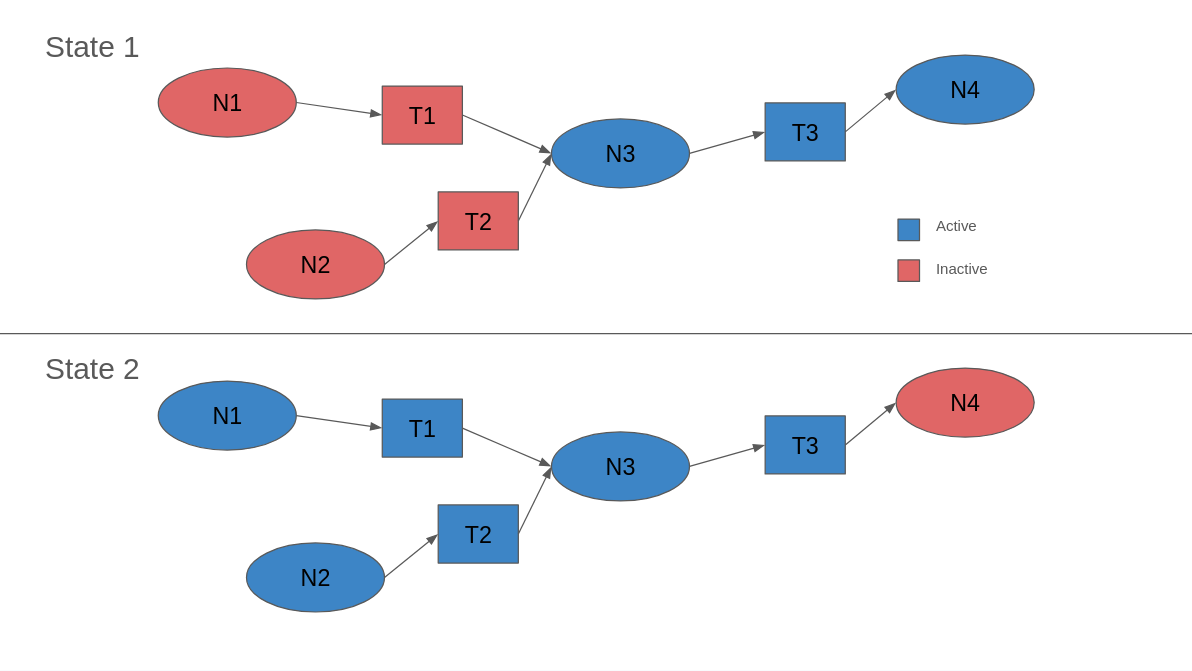 State 1
N1
T1
N3
T3
N4
T2
N2
Active
Inactive
State 2
N1
T1
N3
T3
N4
T2
N2